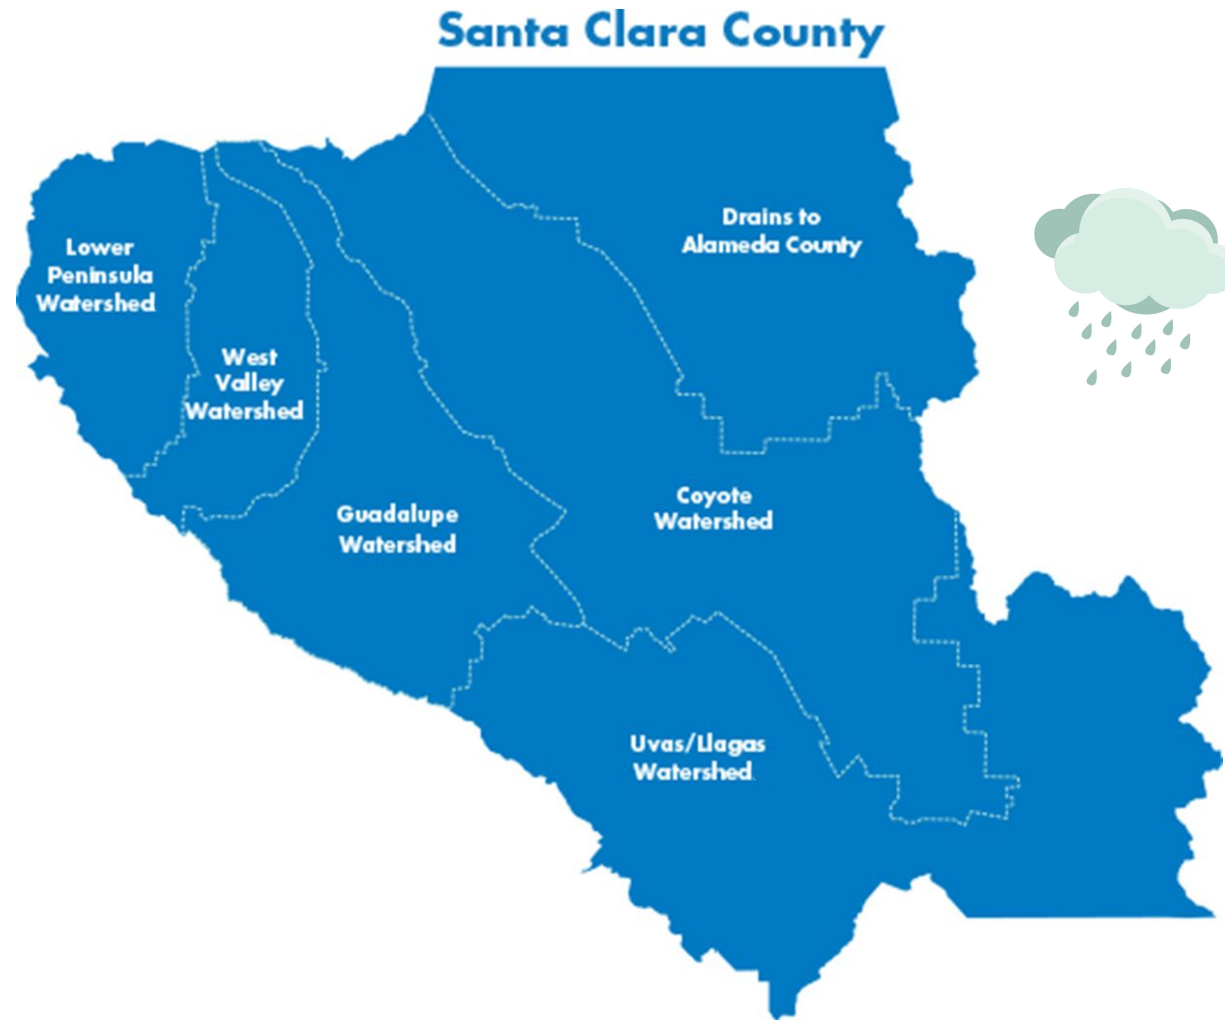 Santa Clara County
Drains to
Alameda County
Lower
Peninsula
Watershed
West
Valley
Watershed
Coyote
Watershed
Guadalupe
Watershed
Uvas/Llagas
Watershed